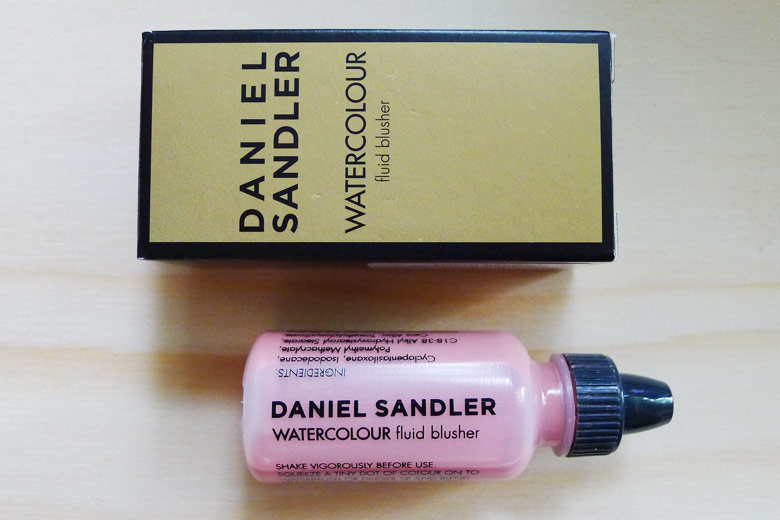 DANIEL
SANDLER
WATERCOLOUR
fluid blusher
C18-38 Alkyl Hydroxystearyl Stearate,
Polymethyl Methacrylate,
Cyclopentasiloxane, Isododecane,
INGREDIENTS:
DANIEL SANDLER
WATERCOLOUR fluid blusher
SHAKE VIGOROUSLY BEFORE USE.
SQUEEZE A TINY DOT OF COLOUR ON TO